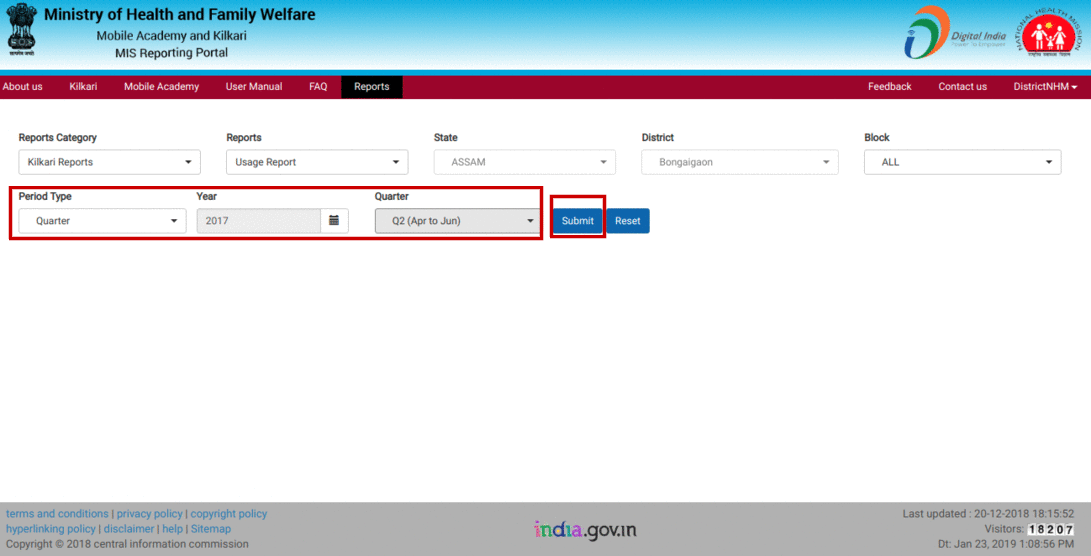 Ministry of Health and Family Welfare
Mobile Academy and Kilkari
MIS Reporting Portal
Digital India
Power To Empower
NATIONAL HEALTH MISSION
About us Kilkari Mobile Academy User Manual FAQ Reports Feedback Contact us DistrictNHM
Reports Category Reports State District Block
Kilkari Reports Usage Report ASSAM Bongaigaon ALL
Period Type Year Quarter
Quarter 2017 Q2 (Apr to Jun) Submit Reset
terms and conditions | privacy policy | copyright policy
hyperlinking policy | disclaimer | help | Sitemap
Copyright © 2018 central information commission
india.gov.in
Last updated : 20-12-2018 18:15:52
Visitors: 18207
Dt: Jan 23, 2019 1:08:56 PM